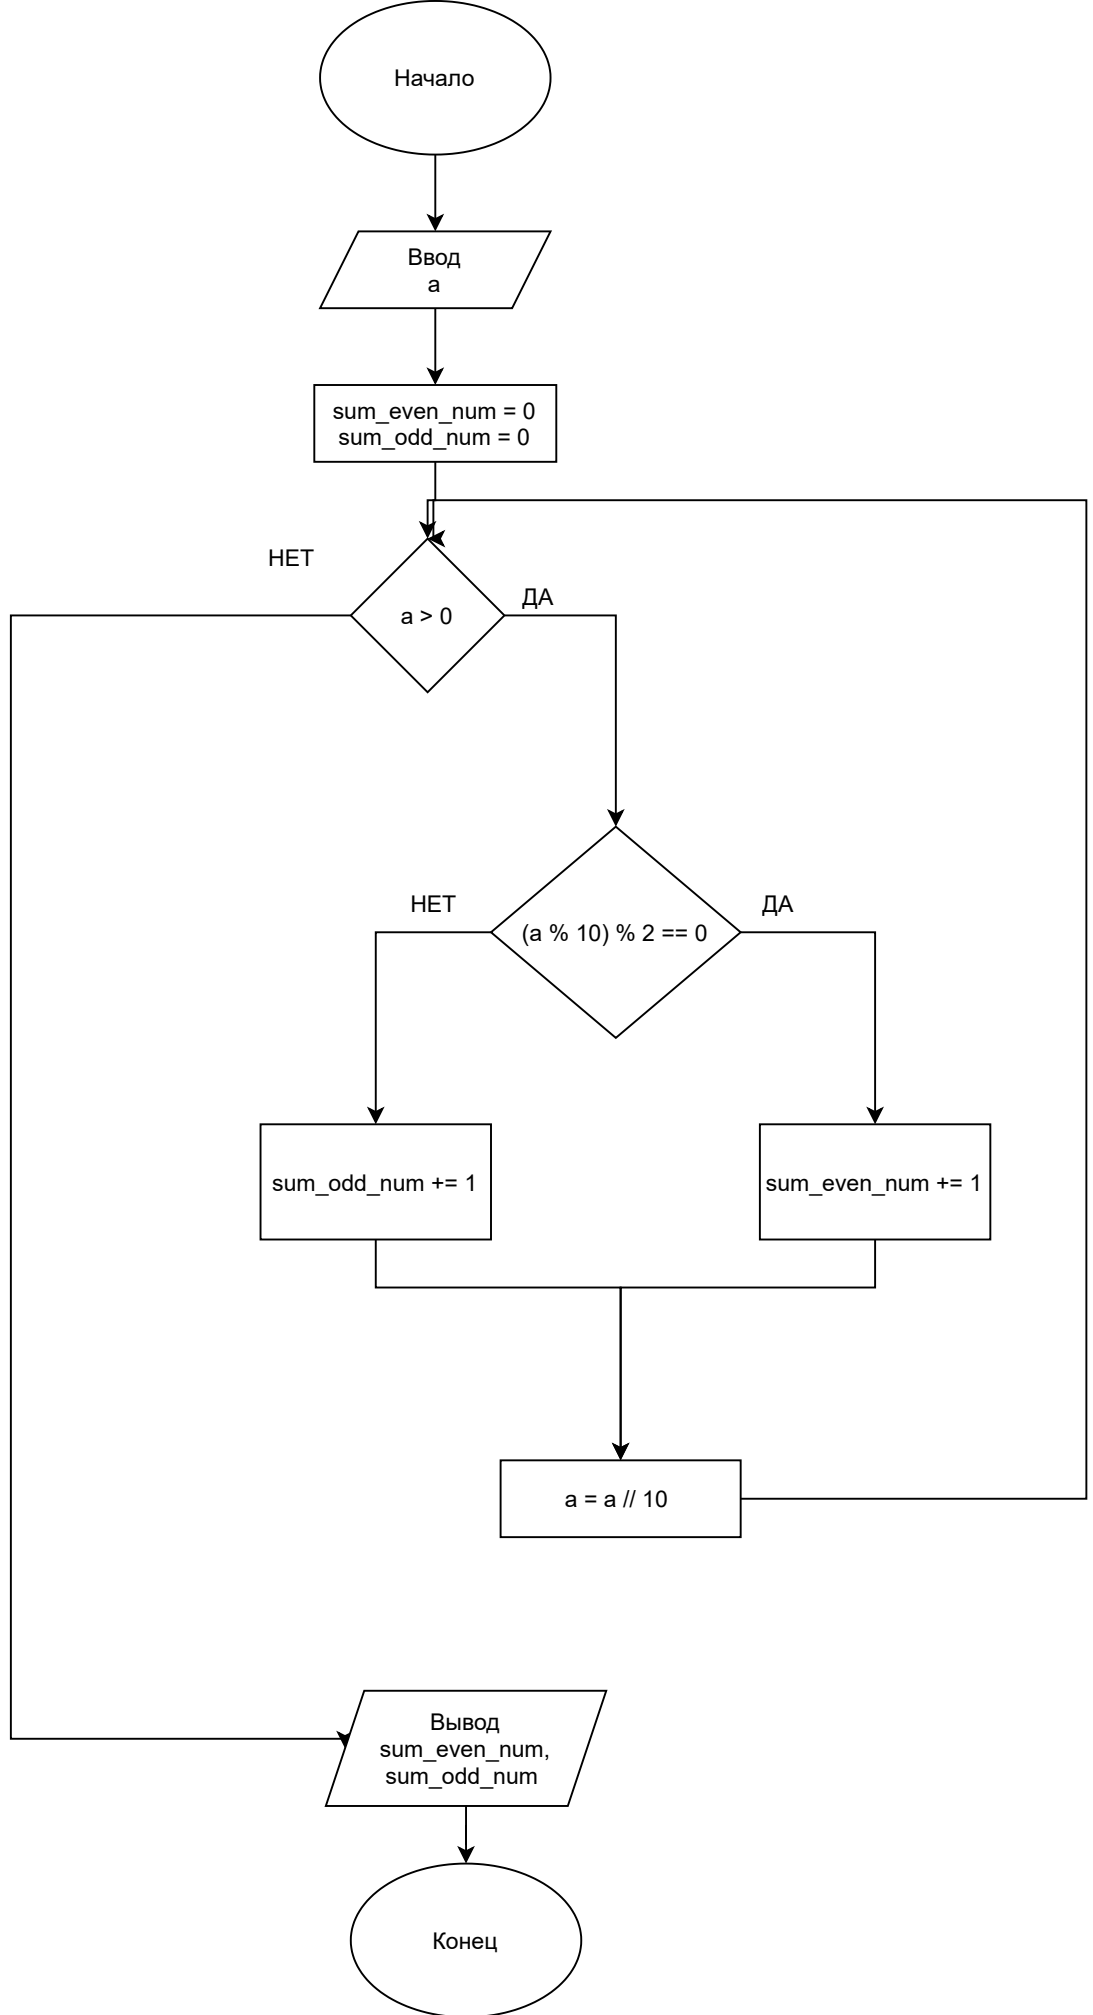 Начало
Ввод
a
sum_even_num = 0
sum_odd_num = 0
НЕТ
ДА
a > 0
НЕТ
ДА
(a % 10) % 2 == 0
sum_odd_num += 1
sum_even_num += 1
a = a // 10
Вывод
sum_even_num,
sum_odd_num
Конец